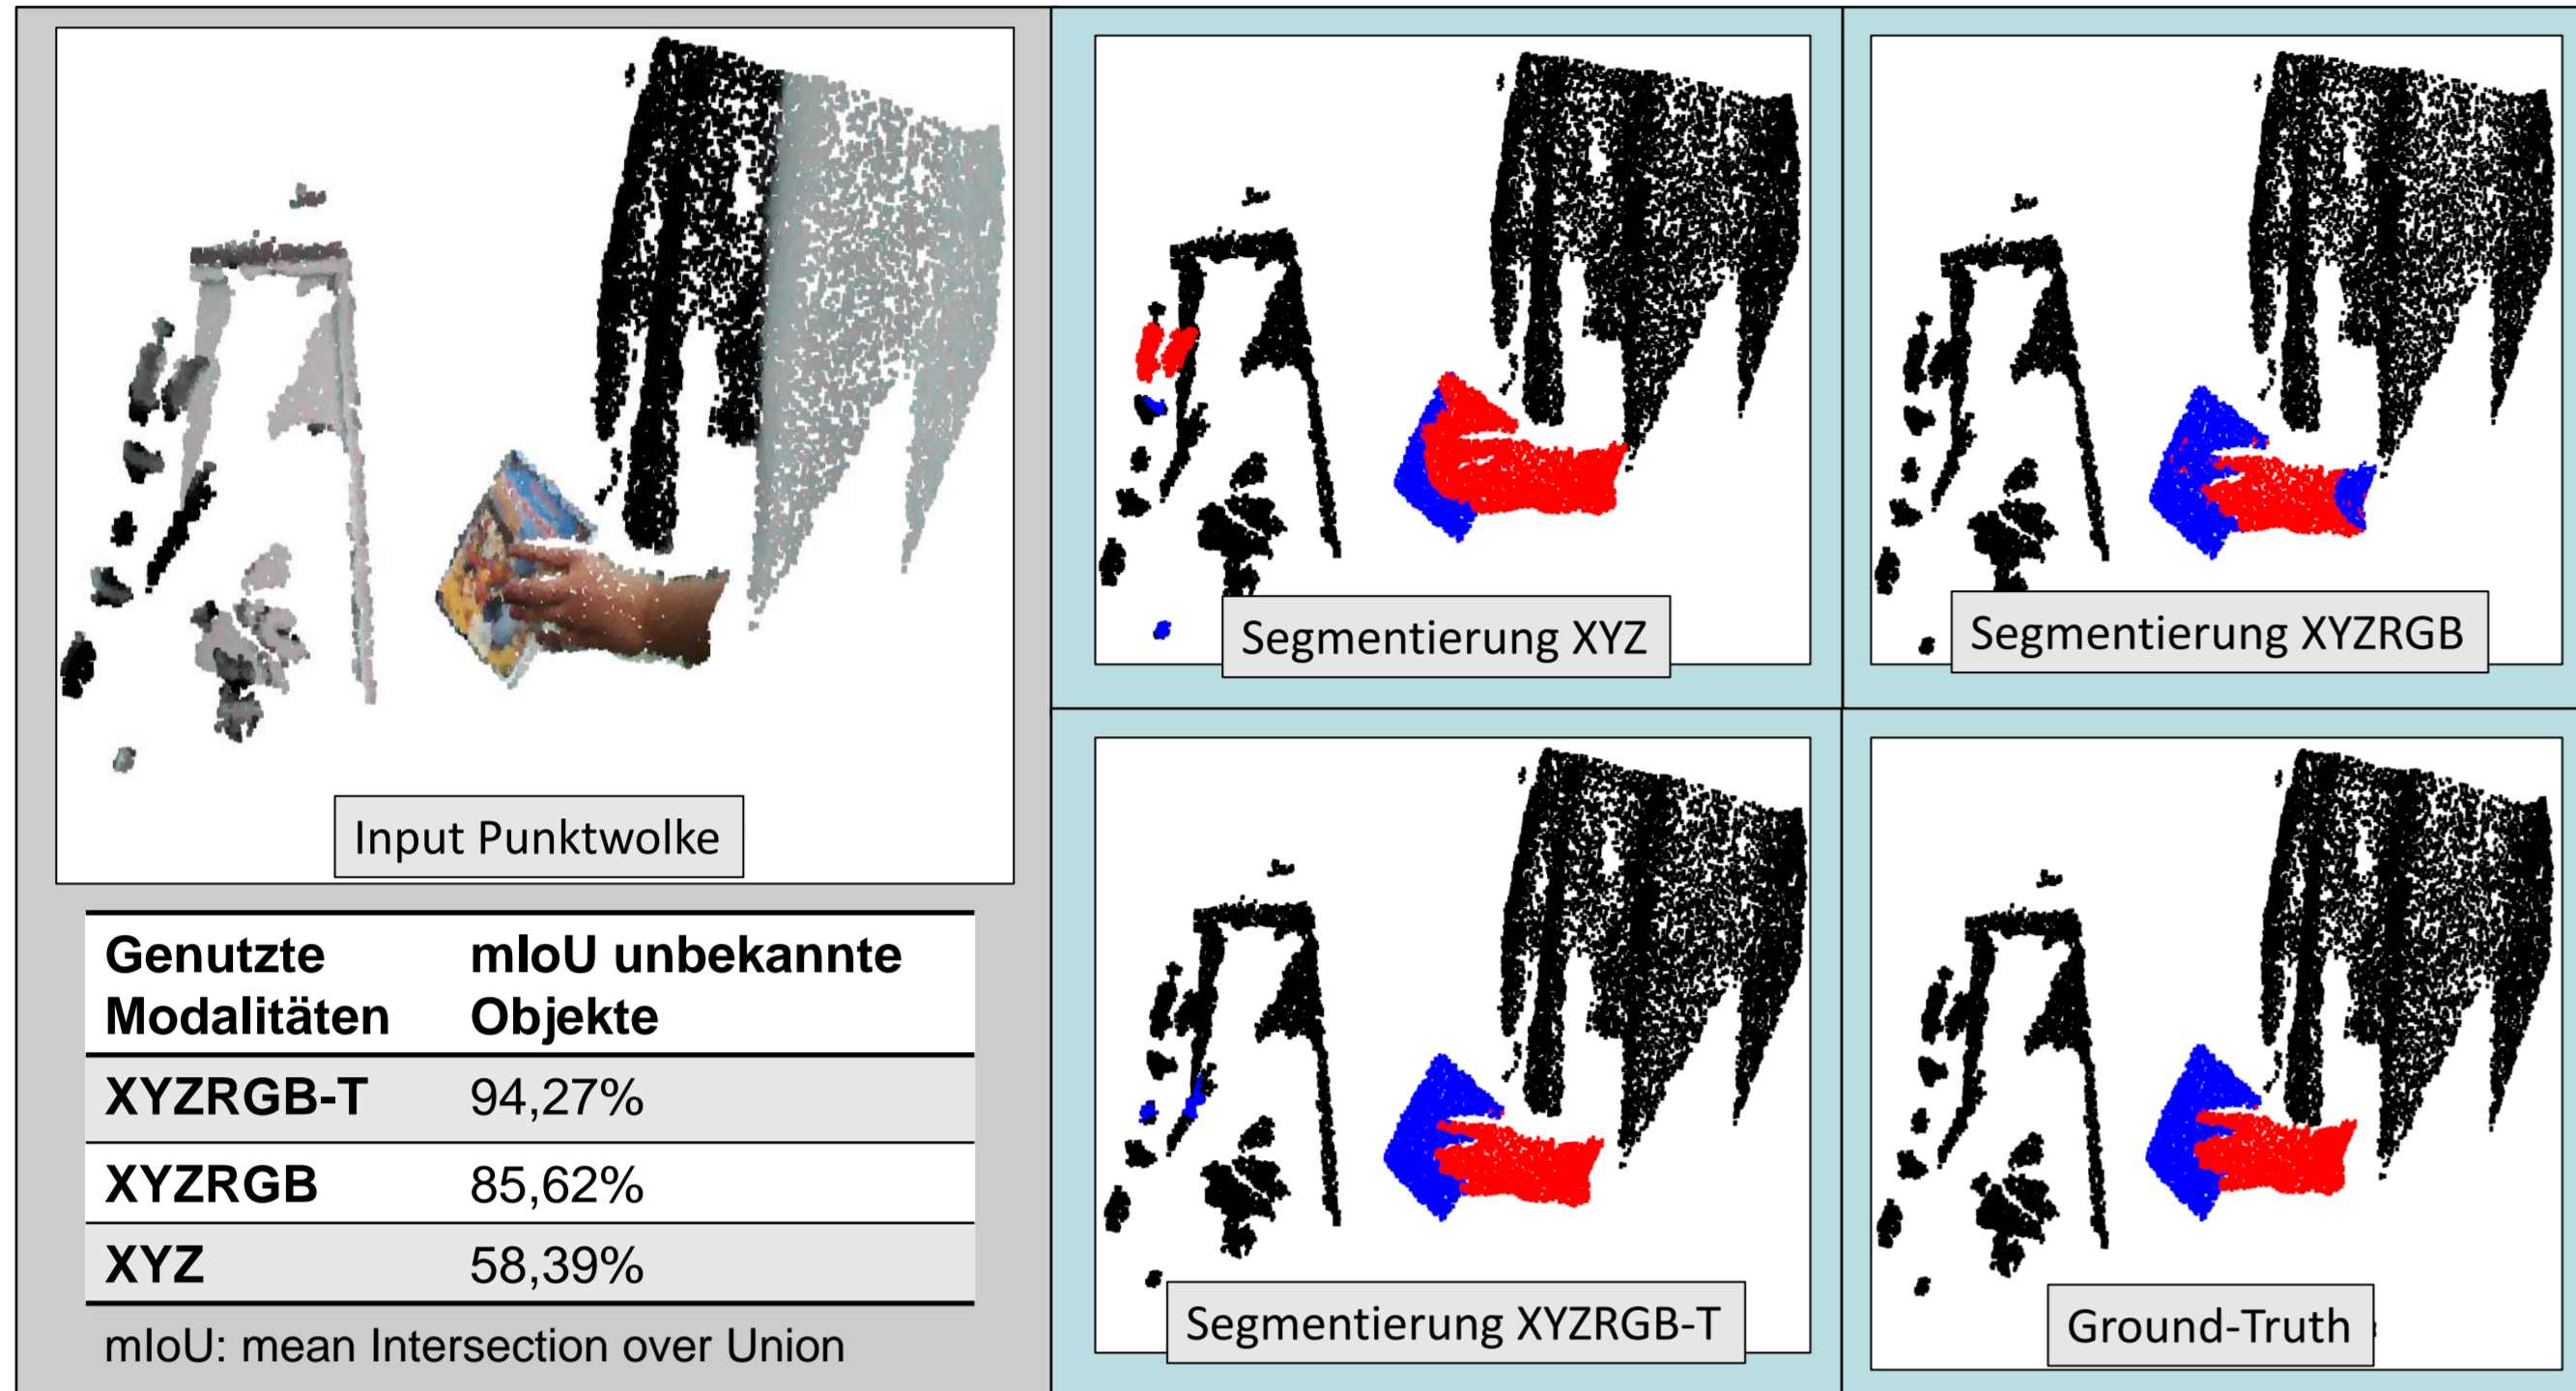 Input Punktwolke
Genutzte Modalitäten	mIoU unbekannte Objekte
XYZRGB-T	94,27%
XYZRGB	85,62%
XYZ	58,39%
mIoU: mean Intersection over Union
Segmentierung XYZ
Segmentierung XYZRGB
Segmentierung XYZRGB-T
Ground-Truth